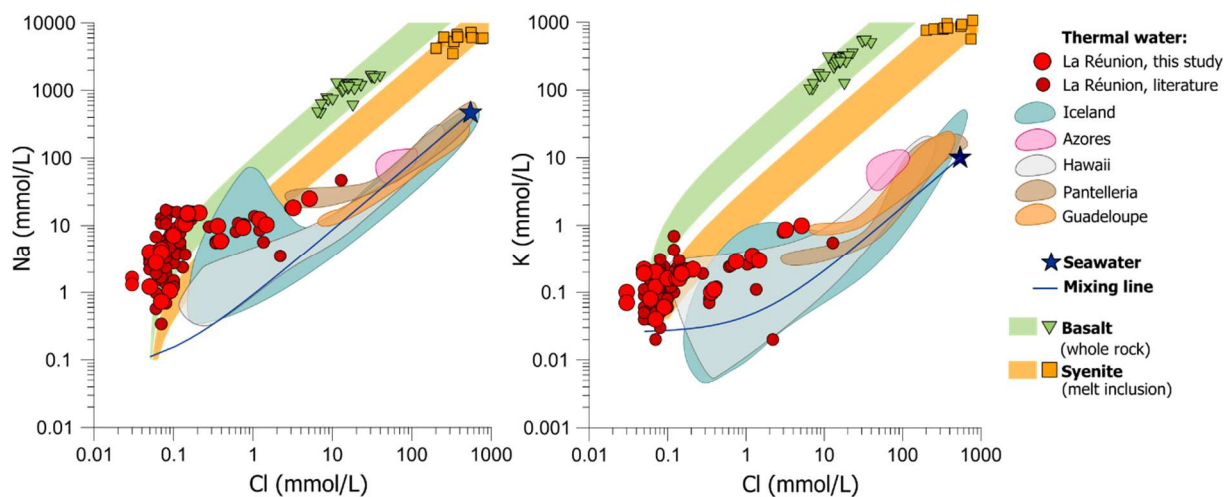 10000
1000
100
10
1
0.1
0.01
Na (mmol/L)
0.01 0.1 1 10 100 1000
Cl (mmol/L)
1000
100
10
1
0.1
0.01
0.001
K (mmol/L)
0.01 0.1 1 10 100 1000
Cl (mmol/L)
Thermal water:
La Réunion, this study
La Réunion, literature
Iceland
Azores
Hawaii
Pantelleria
Guadeloupe
Seawater
Mixing line
Basalt
(whole rock)
Syenite
(melt inclusion)